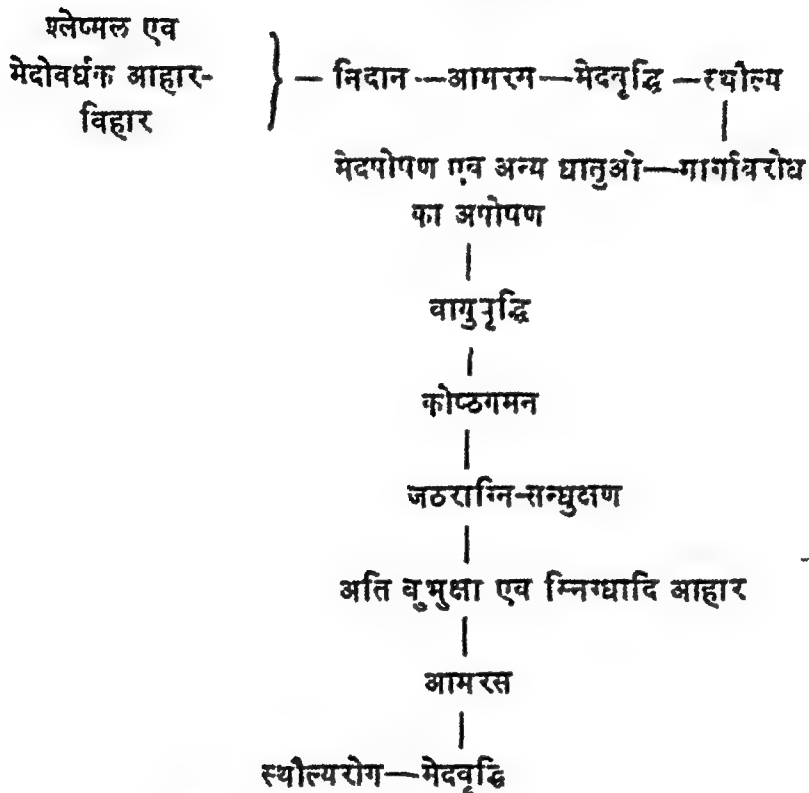 श्लेष्मल एव
मेदोवर्धक आहार-
विहार
— निदान — आमरस — मेदवृद्धि — स्थौल्य
मेदपोषण एव अन्य धातुओ — मार्गावरोध
का अपोषण
वायुवृद्धि
कोष्ठगमन
जठराग्नि-सन्धुक्षण
अति बुभुक्षा एव स्निग्धादि आहार
आमरस
स्थौल्यरोग — मेदवृद्धि